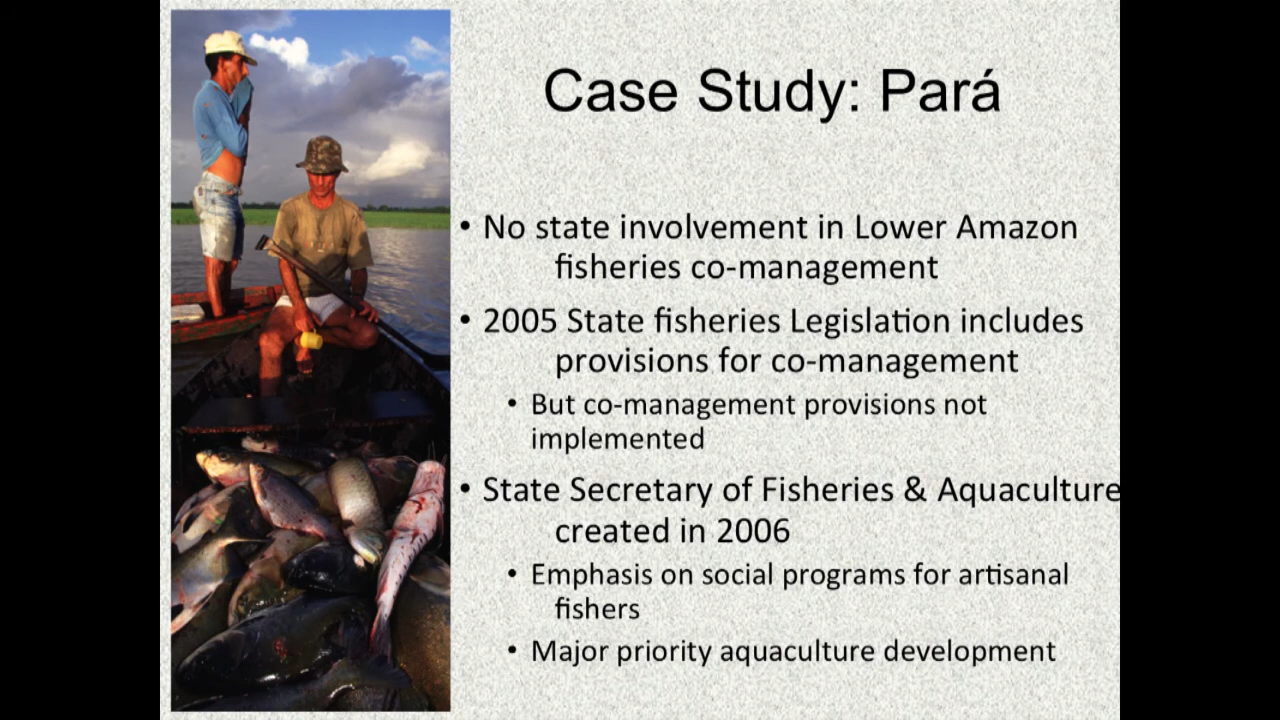 Case Study: Pará
• No state involvement in Lower Amazon
fisheries co-management
• 2005 State fisheries Legislation includes
provisions for co-management
• But co-management provisions not
implemented
• State Secretary of Fisheries & Aquaculture
created in 2006
• Emphasis on social programs for artisanal
fishers
• Major priority aquaculture development